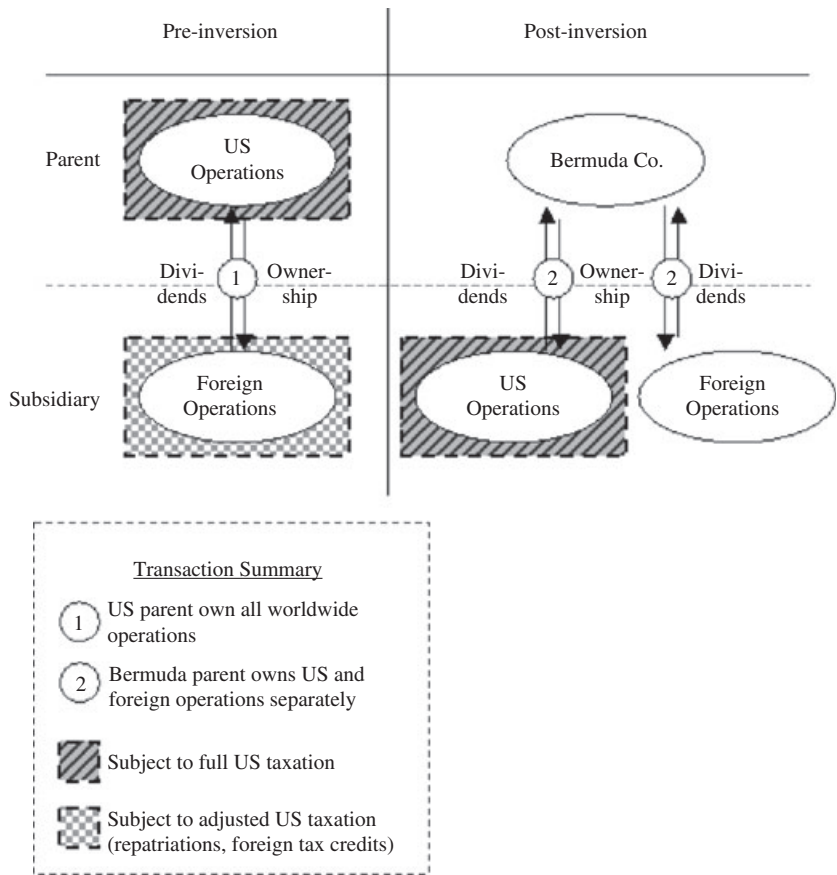 Pre-inversion
Post-inversion
Parent
US
Operations
Bermuda Co.
Divi-
dends
1
Owner-
ship
Divi-
dends
2
Owner-
ship
2
Divi-
dends
Subsidiary
Foreign
Operations
US
Operations
Foreign
Operations
Transaction Summary
1
US parent own all worldwide
operations
2
Bermuda parent owns US and
foreign operations separately
Subject to full US taxation
Subject to adjusted US taxation
(repatriations, foreign tax credits)